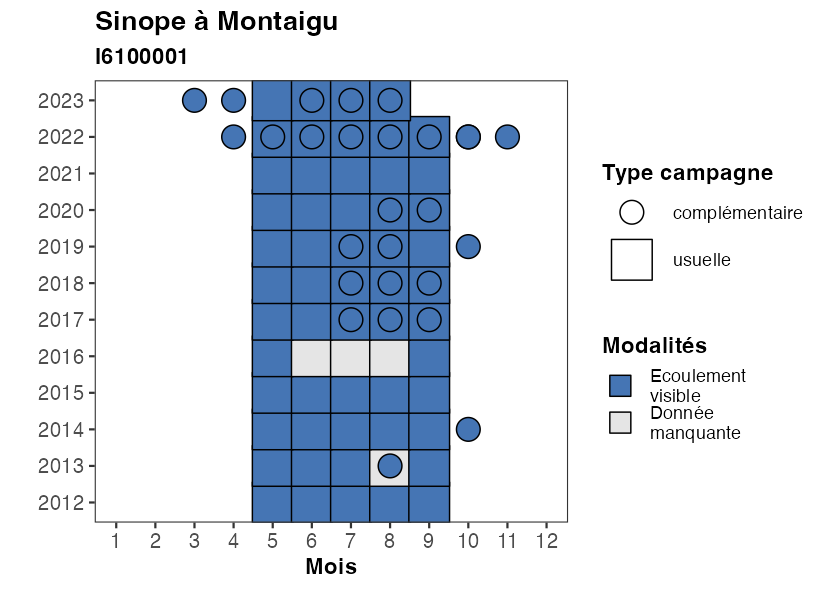 Sinope à Montaigu
I6100001
2023
2022
2021
2020
2019
2018
2017
2016
2015
2014
2013
2012
1 2 3 4 5 6 7 8 9 10 11 12
Mois
Type campagne
complémentaire
usuelle
Modalités
Ecoulement
visible
Donnée
manquante